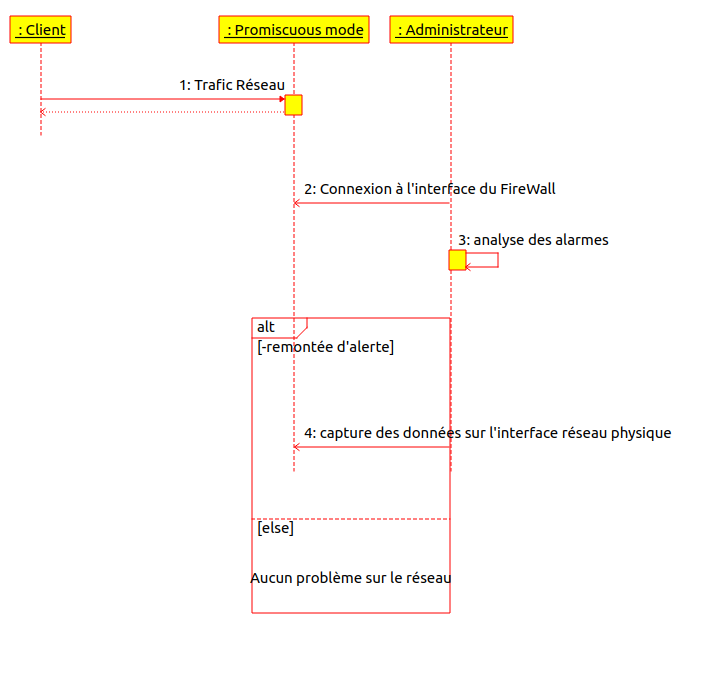 : Client
: Promiscuous mode
: Administrateur
1: Trafic Réseau
2: Connexion à l'interface du FireWall
3: analyse des alarmes
alt
[-remontée d'alerte]
4: capture des données sur l'interface réseau physique
[else]
Aucun problème sur le réseau